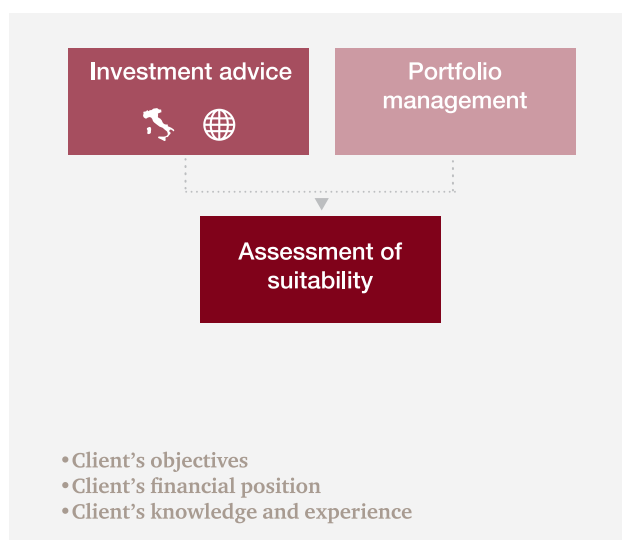 Investment advice
Portfolio
management
Assessment of
suitability
•Client’s objectives
•Client’s financial position
•Client’s knowledge and experience